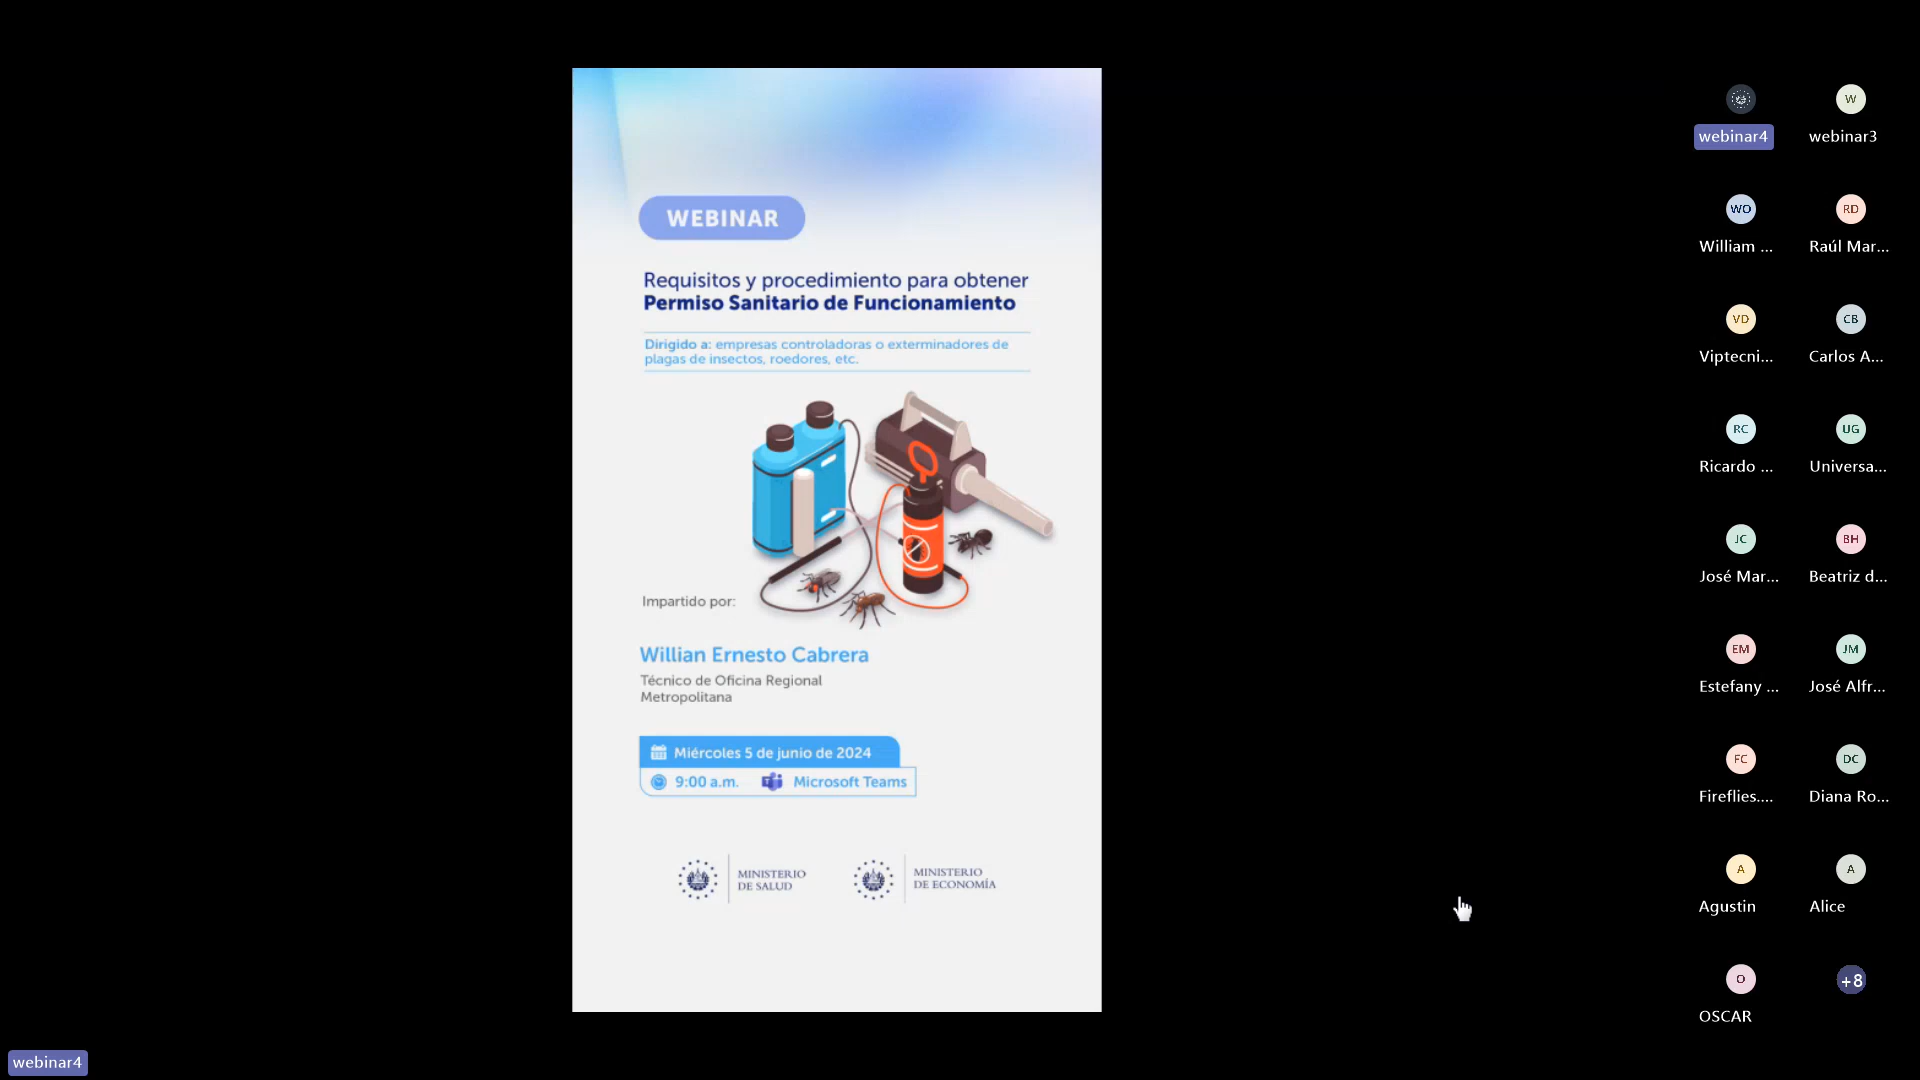 WEBINAR
Requisitos y procedimiento para obtener
Permiso Sanitario de Funcionamiento
Dirigido a: empresas controladoras o exterminadores de
plagas de insectos, roedores, etc.
Impartido por:
Willian Ernesto Cabrera
Técnico de Oficina Regional
Metropolitana
Miércoles 5 de junio de 2024
9:00 a.m. Microsoft Teams
MINISTERIO
DE SALUD
MINISTERIO
DE ECONOMÍA
W
webinar4 webinar3
WO RD
William ... Raúl Mar...
VD CB
Viptecni... Carlos A...
RC UG
Ricardo ... Universa...
JC BH
José Mar... Beatriz d...
EM JM
Estefany ... José Alfr...
FC DC
Fireflies.... Diana Ro...
A A
Agustin Alice
O +8
OSCAR
webinar4